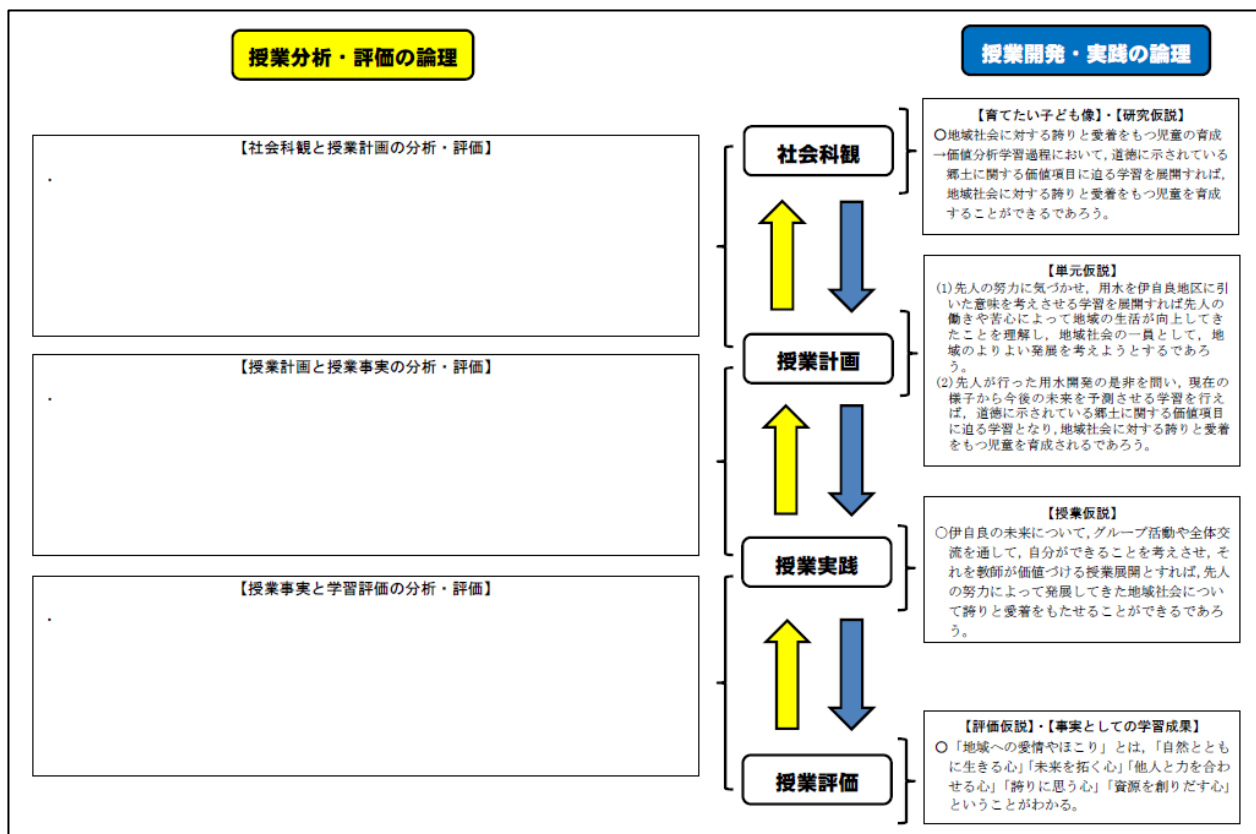 授業分析・評価の論理
授業開発・実践の論理
【社会科観と授業計画の分析・評価】
・
【授業計画と授業事実の分析・評価】
・
【授業事実と学習評価の分析・評価】
・
社会科観
授業計画
授業実践
授業評価
【育てたい子ども像】・【研究仮説】
〇地域社会に対する誇りと愛着をもつ児童の育成
→価値分析学習過程において，道徳に示されている
郷土に関する価値項目に迫る学習を展開すれば，
地域社会に対する誇りと愛着をもつ児童を育成
することができるであろう。
【単元仮説】
(1)先人の努力に気づかせ，用水を伊自良地区に引
いた意味を考えさせる学習を展開すれば先人の
働きや苦心によって地域の生活が向上してき
たことを理解し，地域社会の一員として，地
域のよりよい発展を考えようとするであろ
う。
(2)先人が行った用水開発の是非を問い，現在の
様子から今後の未来を予測させる学習を行え
ば，道徳に示されている郷土に関する価値項目
に迫る学習となり，地域社会に対する誇りと愛着
をもつ児童を育成されるであろう。
【授業仮説】
○伊自良の未来について，グループ活動や全体交
流を通して，自分ができることを考えさせ，そ
れを教師が価値づける授業展開とすれば，先人
の努力によって発展してきた地域社会につい
て誇りと愛着をもたせることができるであろ
う。
【評価仮説】・【事実としての学習成果】
〇「地域への愛情やほこり」とは，「自然ととも
に生きる心」「未来を拓く心」「他人と力を合わ
せる心」「誇りに思う心」「資源を創りだす心」
ということがわかる。